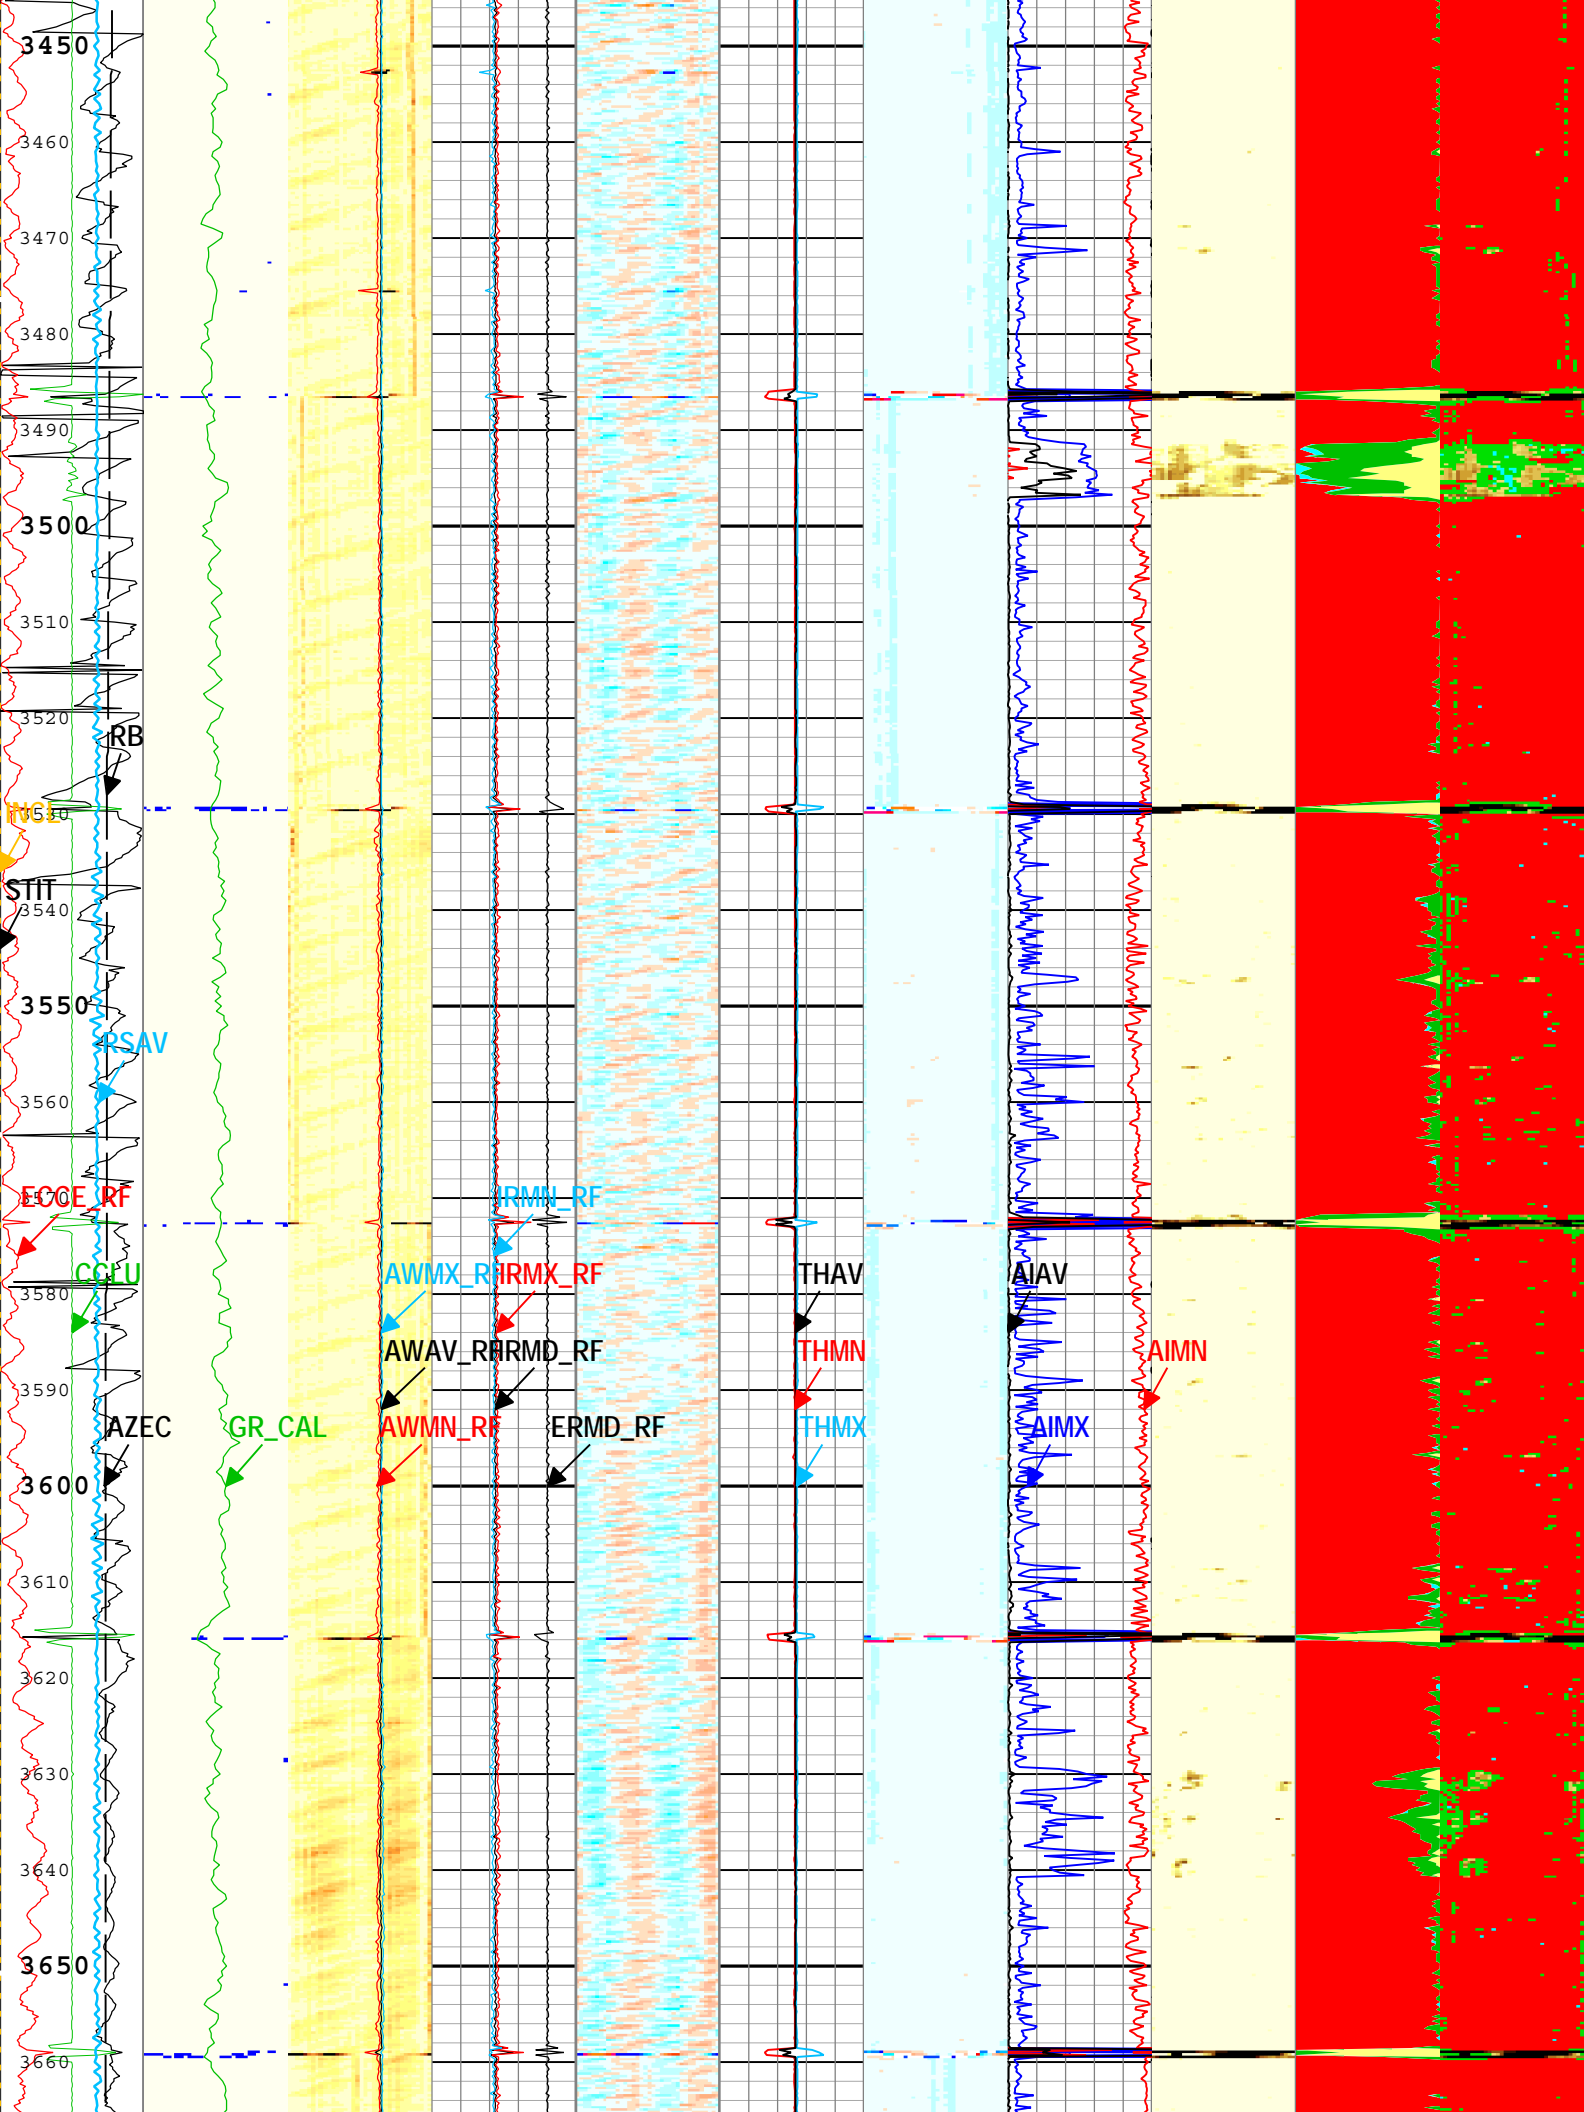 3450
3460
3470
3480
3490
3500
3510
3520
RB
INCL
3530
STIT
3540
3550
RSAV
3560
ECCE_RF
3570
IRMN_RF
CCLU
3580
AWMX_RF
IRMX_RF
THAV
AIAV
AWAV_RF
IRMD_RF
THMN
AIMN
3590
AZEC
GR_CAL
AWMN_RF
ERMD_RF
THMX
AIMX
3600
3610
3620
3630
3640
3650
3660